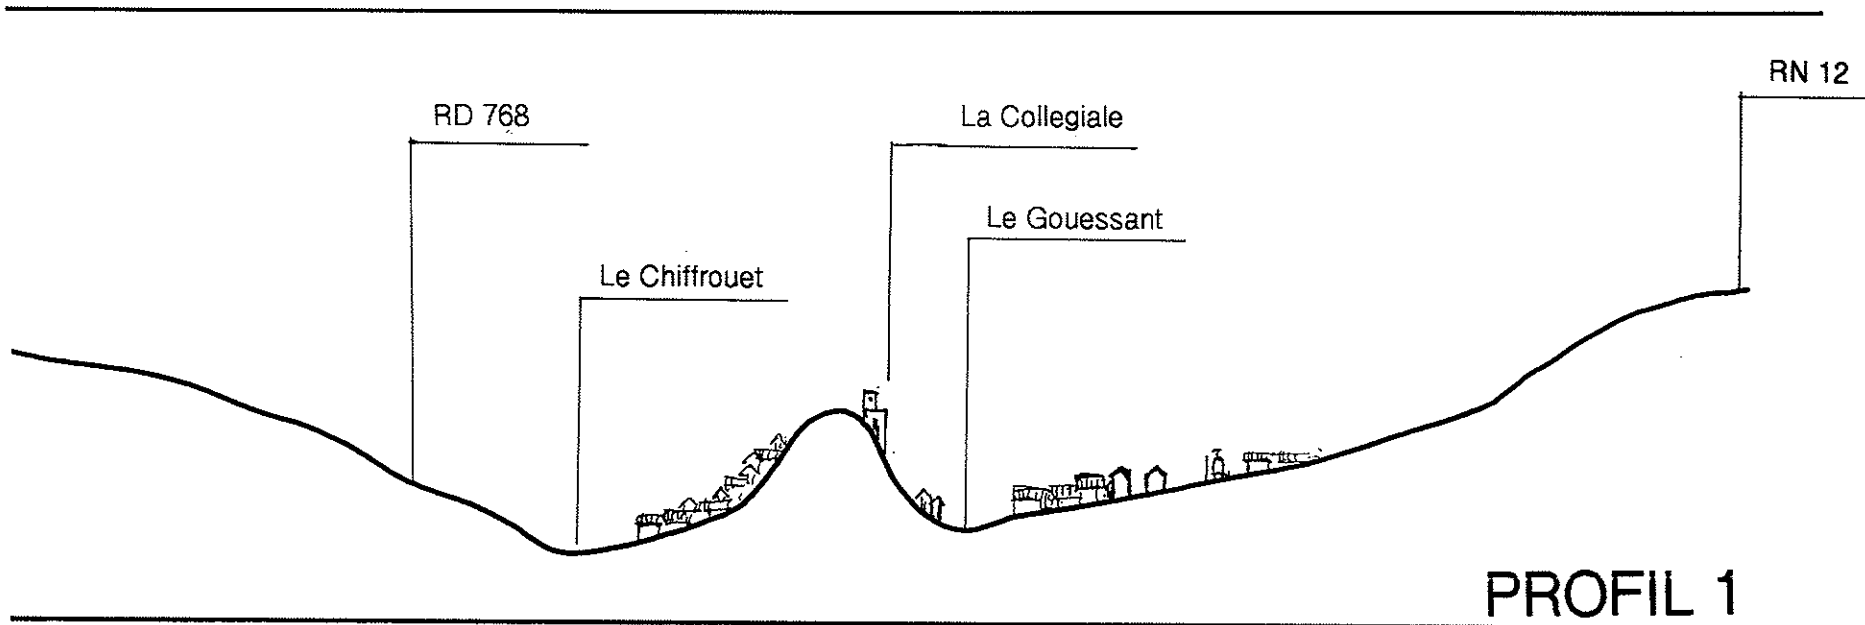 RN 12
RD 768
La Collegiale
Le Gouessant
Le Chiffrouet
PROFIL 1